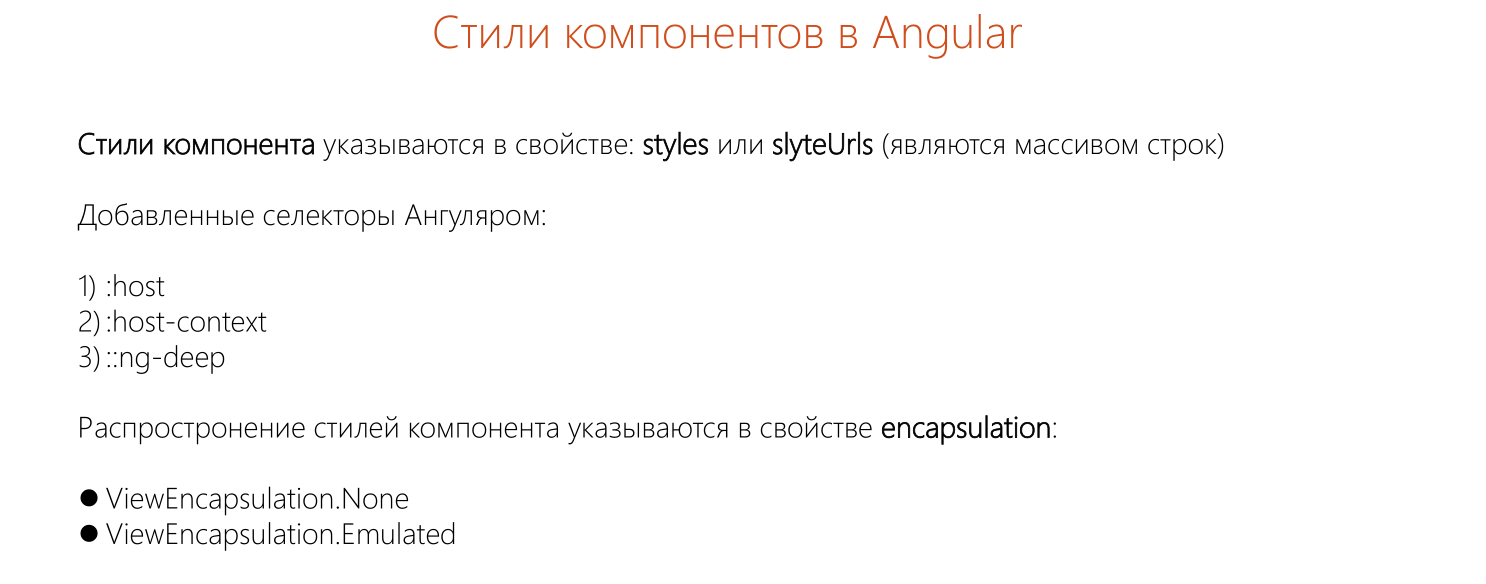 Стили компонентов в Angular
Стили компонента указываются в свойстве: styles или slyteUrls (являются массивом строк)
Добавленные селекторы Ангуляром:
1) :host
2) :host-context
3) ::ng-deep
Распростронение стилей компонента указываются в свойстве encapsulation:
● ViewEncapsulation.None
● ViewEncapsulation.Emulated